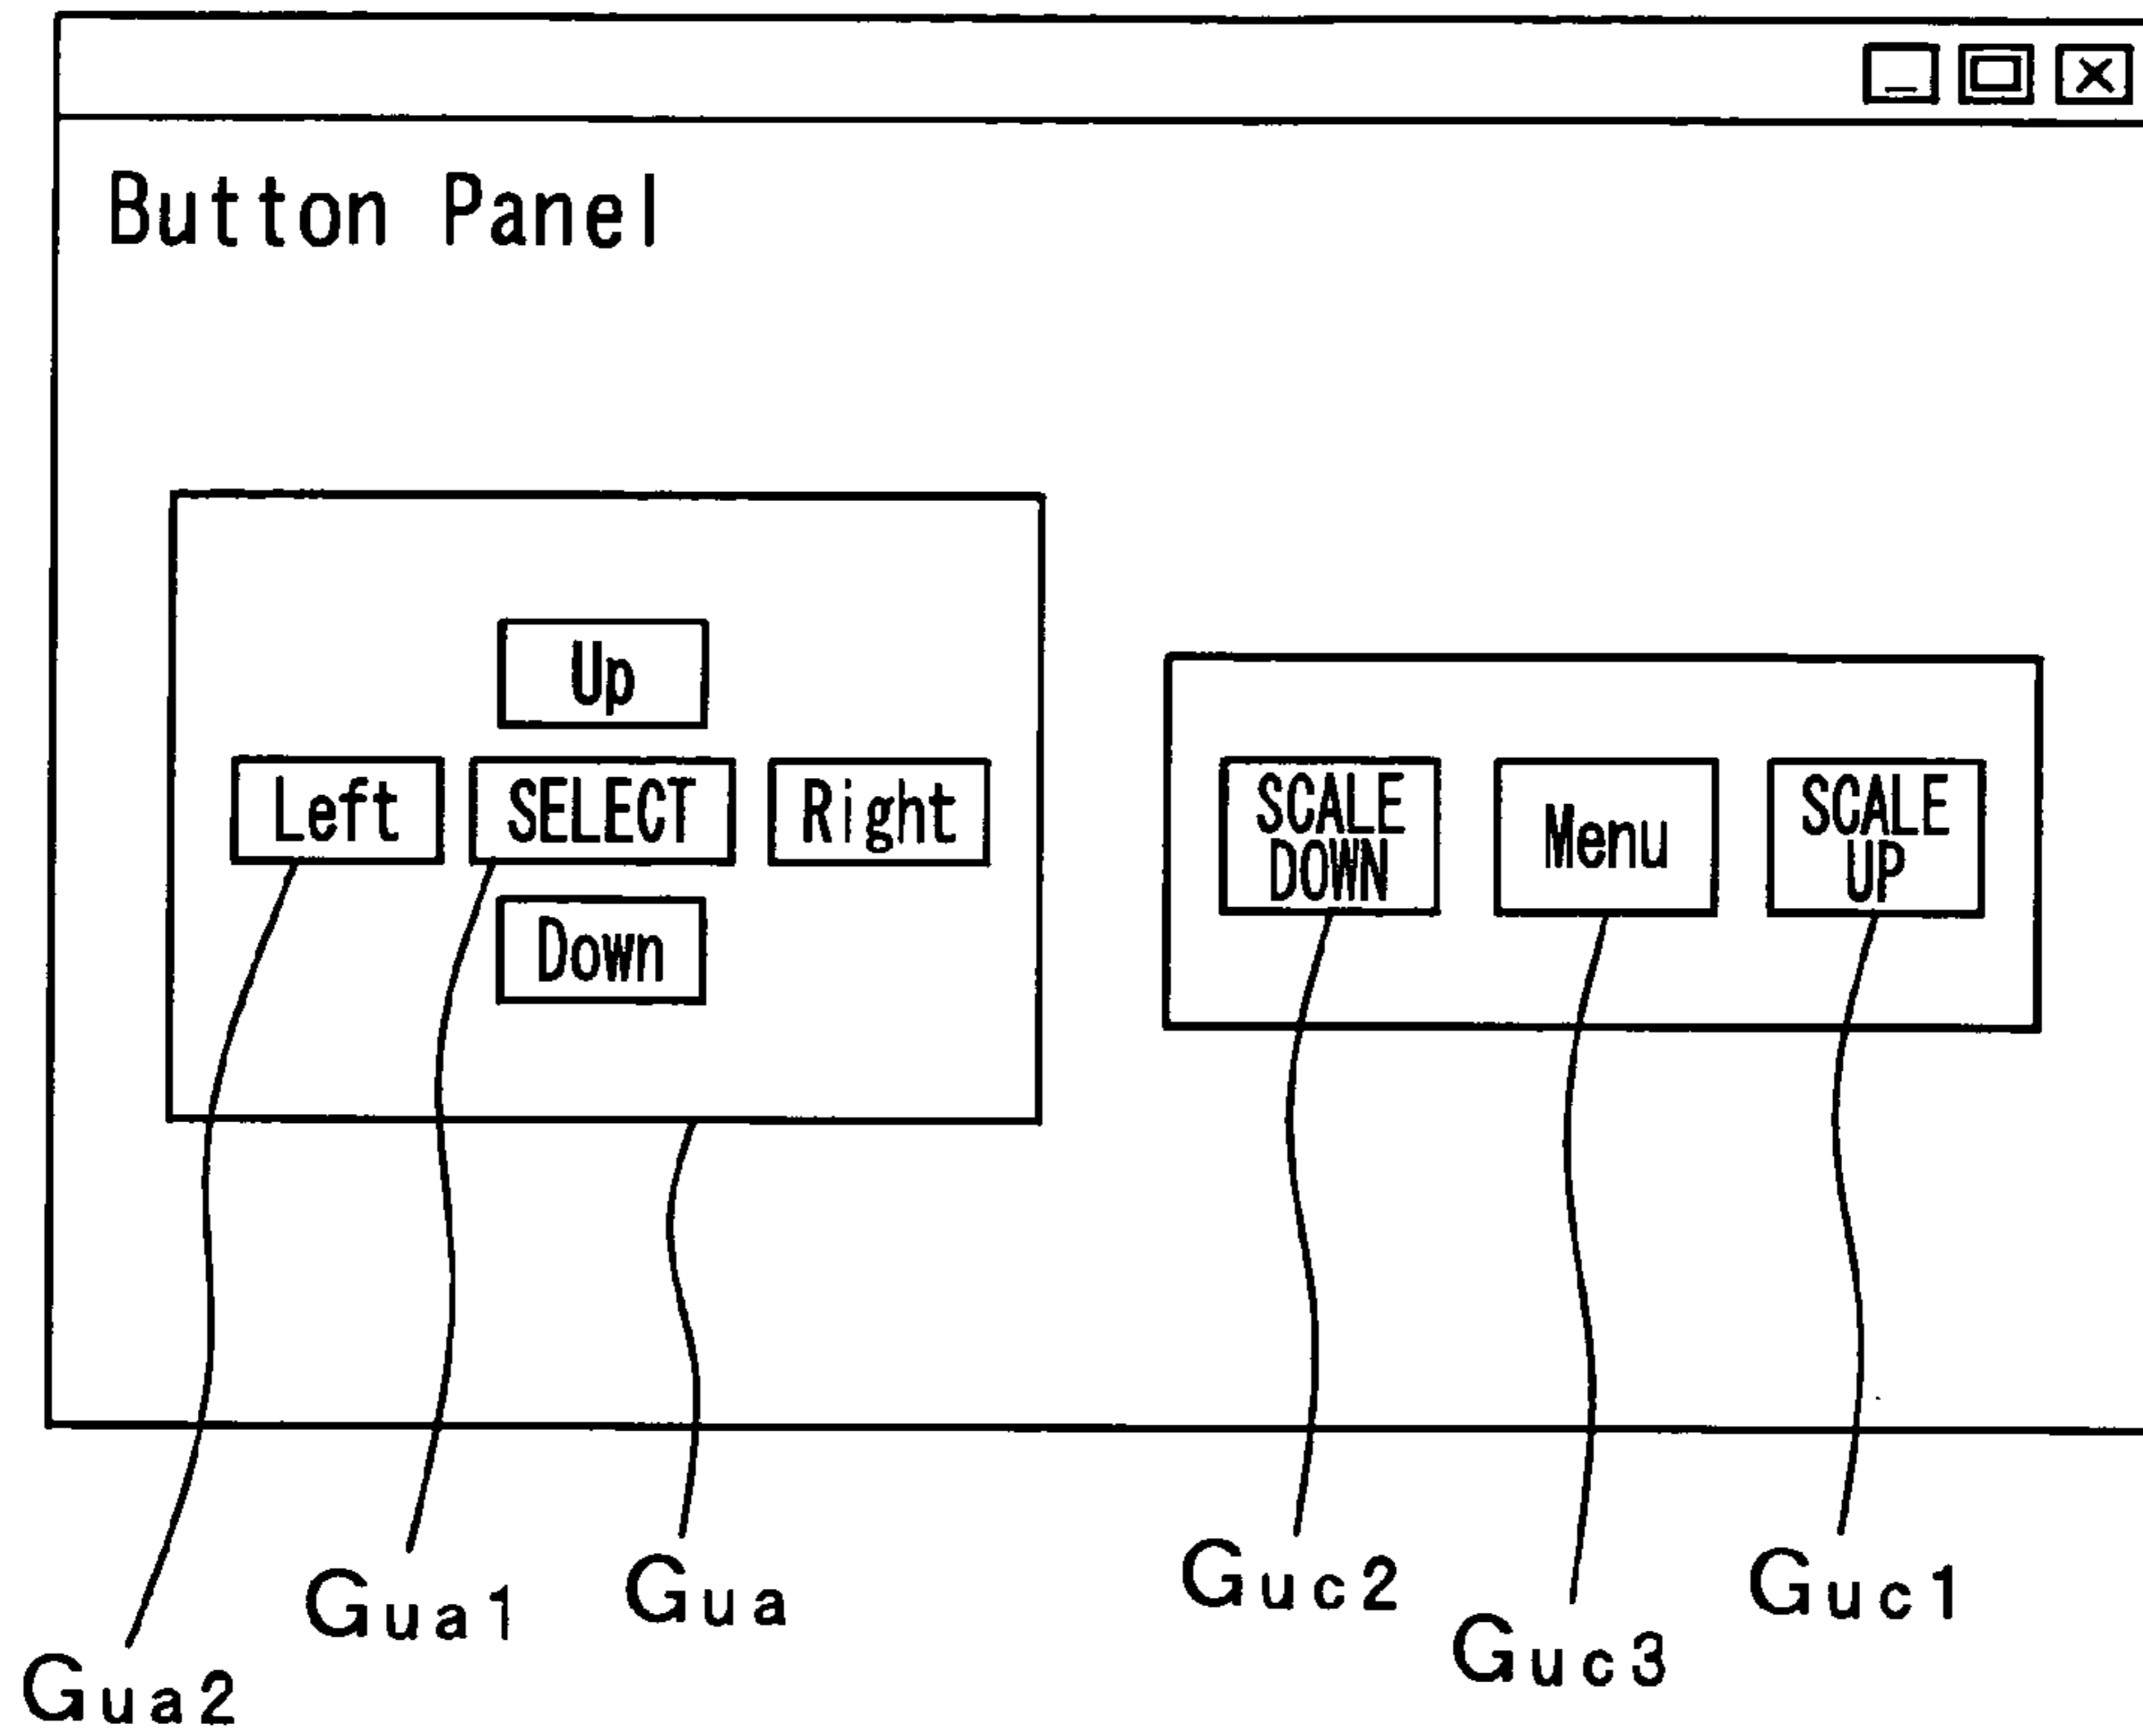 Button Panel
Up
Left
SELECT
Right
Down
SCALE
DOWN
Menu
SCALE
UP
Gua2
Gua1
Gua
Guc2
Guc3
Guc1